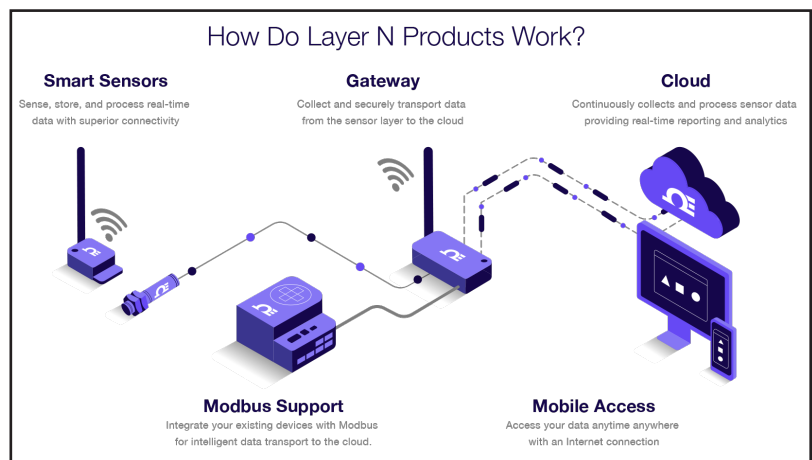 How Do Layer N Products Work?
Smart Sensors
Sense, store, and process real-time
data with superior connectivity
Gateway
Collect and securely transport data
from the sensor layer to the cloud
Cloud
Continuously collects and process sensor data
providing real-time reporting and analytics
Modbus Support
Integrate your existing devices with Modbus
for intelligent data transport to the cloud.
Mobile Access
Access your data anytime anywhere
with an Internet connection